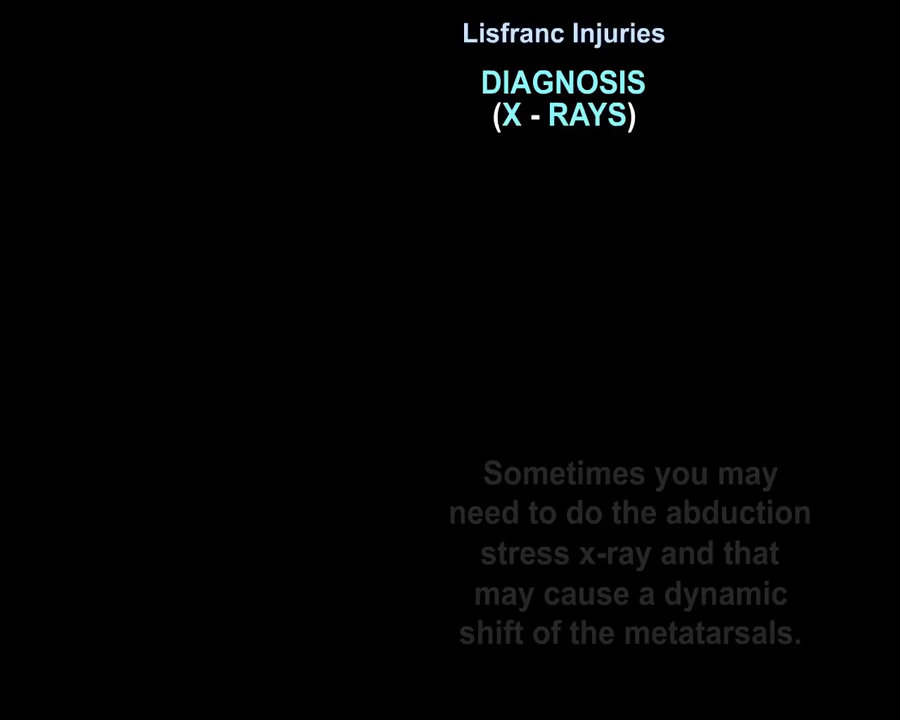 Lisfranc Injuries
DIAGNOSIS
(X - RAYS)
Sometimes you may
need to do the abduction
stress x-ray and that
may cause a dynamic
shift of the metatarsals.